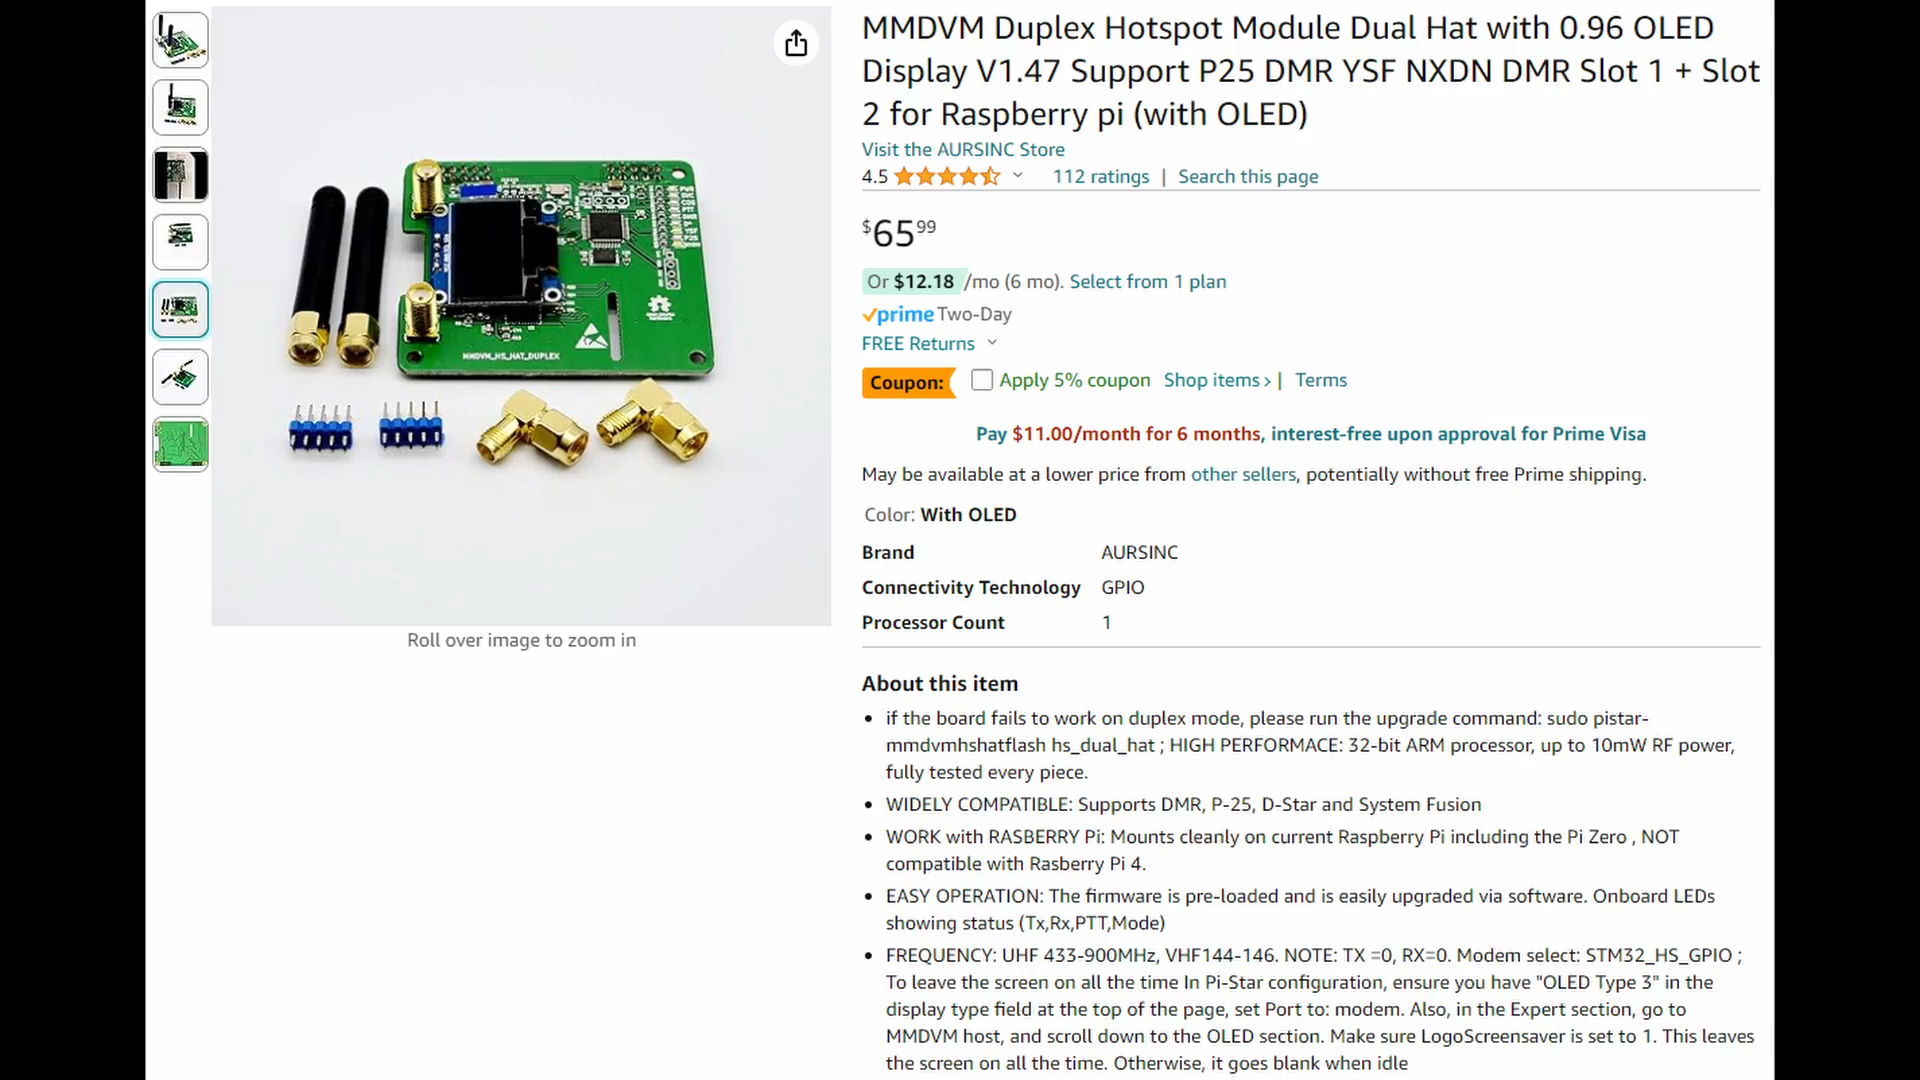 MMDVM Duplex Hotspot Module Dual Hat with 0.96 OLED
Display V1.47 Support P25 DMR YSF NXDN DMR Slot 1 + Slot
2 for Raspberry pi (with OLED)
Visit the AURSINC Store
4.5 112 ratings | Search this page
$65 99
Or $12.18 /mo (6 mo). Select from 1 plan
prime Two-Day
FREE Returns
Coupon: Apply 5% coupon Shop items › | Terms
Pay $11.00/month for 6 months, interest-free upon approval for Prime Visa
May be available at a lower price from other sellers, potentially without free Prime shipping.
Color: With OLED
Brand AURSINC
Connectivity Technology GPIO
Processor Count 1
MMDVM_HS_HAT_DUPLEX
Roll over image to zoom in
About this item
• if the board fails to work on duplex mode, please run the upgrade command: sudo pistar-
mmdvmhshatflash hs_dual_hat ; HIGH PERFORMACE: 32-bit ARM processor, up to 10mW RF power,
fully tested every piece.
• WIDELY COMPATIBLE: Supports DMR, P-25, D-Star and System Fusion
• WORK with RASBERRY Pi: Mounts cleanly on current Raspberry Pi including the Pi Zero , NOT
compatible with Rasberry Pi 4.
• EASY OPERATION: The firmware is pre-loaded and is easily upgraded via software. Onboard LEDs
showing status (Tx,Rx,PTT,Mode)
• FREQUENCY: UHF 433-900MHz, VHF144-146. NOTE: TX =0, RX=0. Modem select: STM32_HS_GPIO ;
To leave the screen on all the time In Pi-Star configuration, ensure you have "OLED Type 3" in the
display type field at the top of the page, set Port to: modem. Also, in the Expert section, go to
MMDVM host, and scroll down to the OLED section. Make sure LogoScreensaver is set to 1. This leaves
the screen on all the time. Otherwise, it goes blank when idle